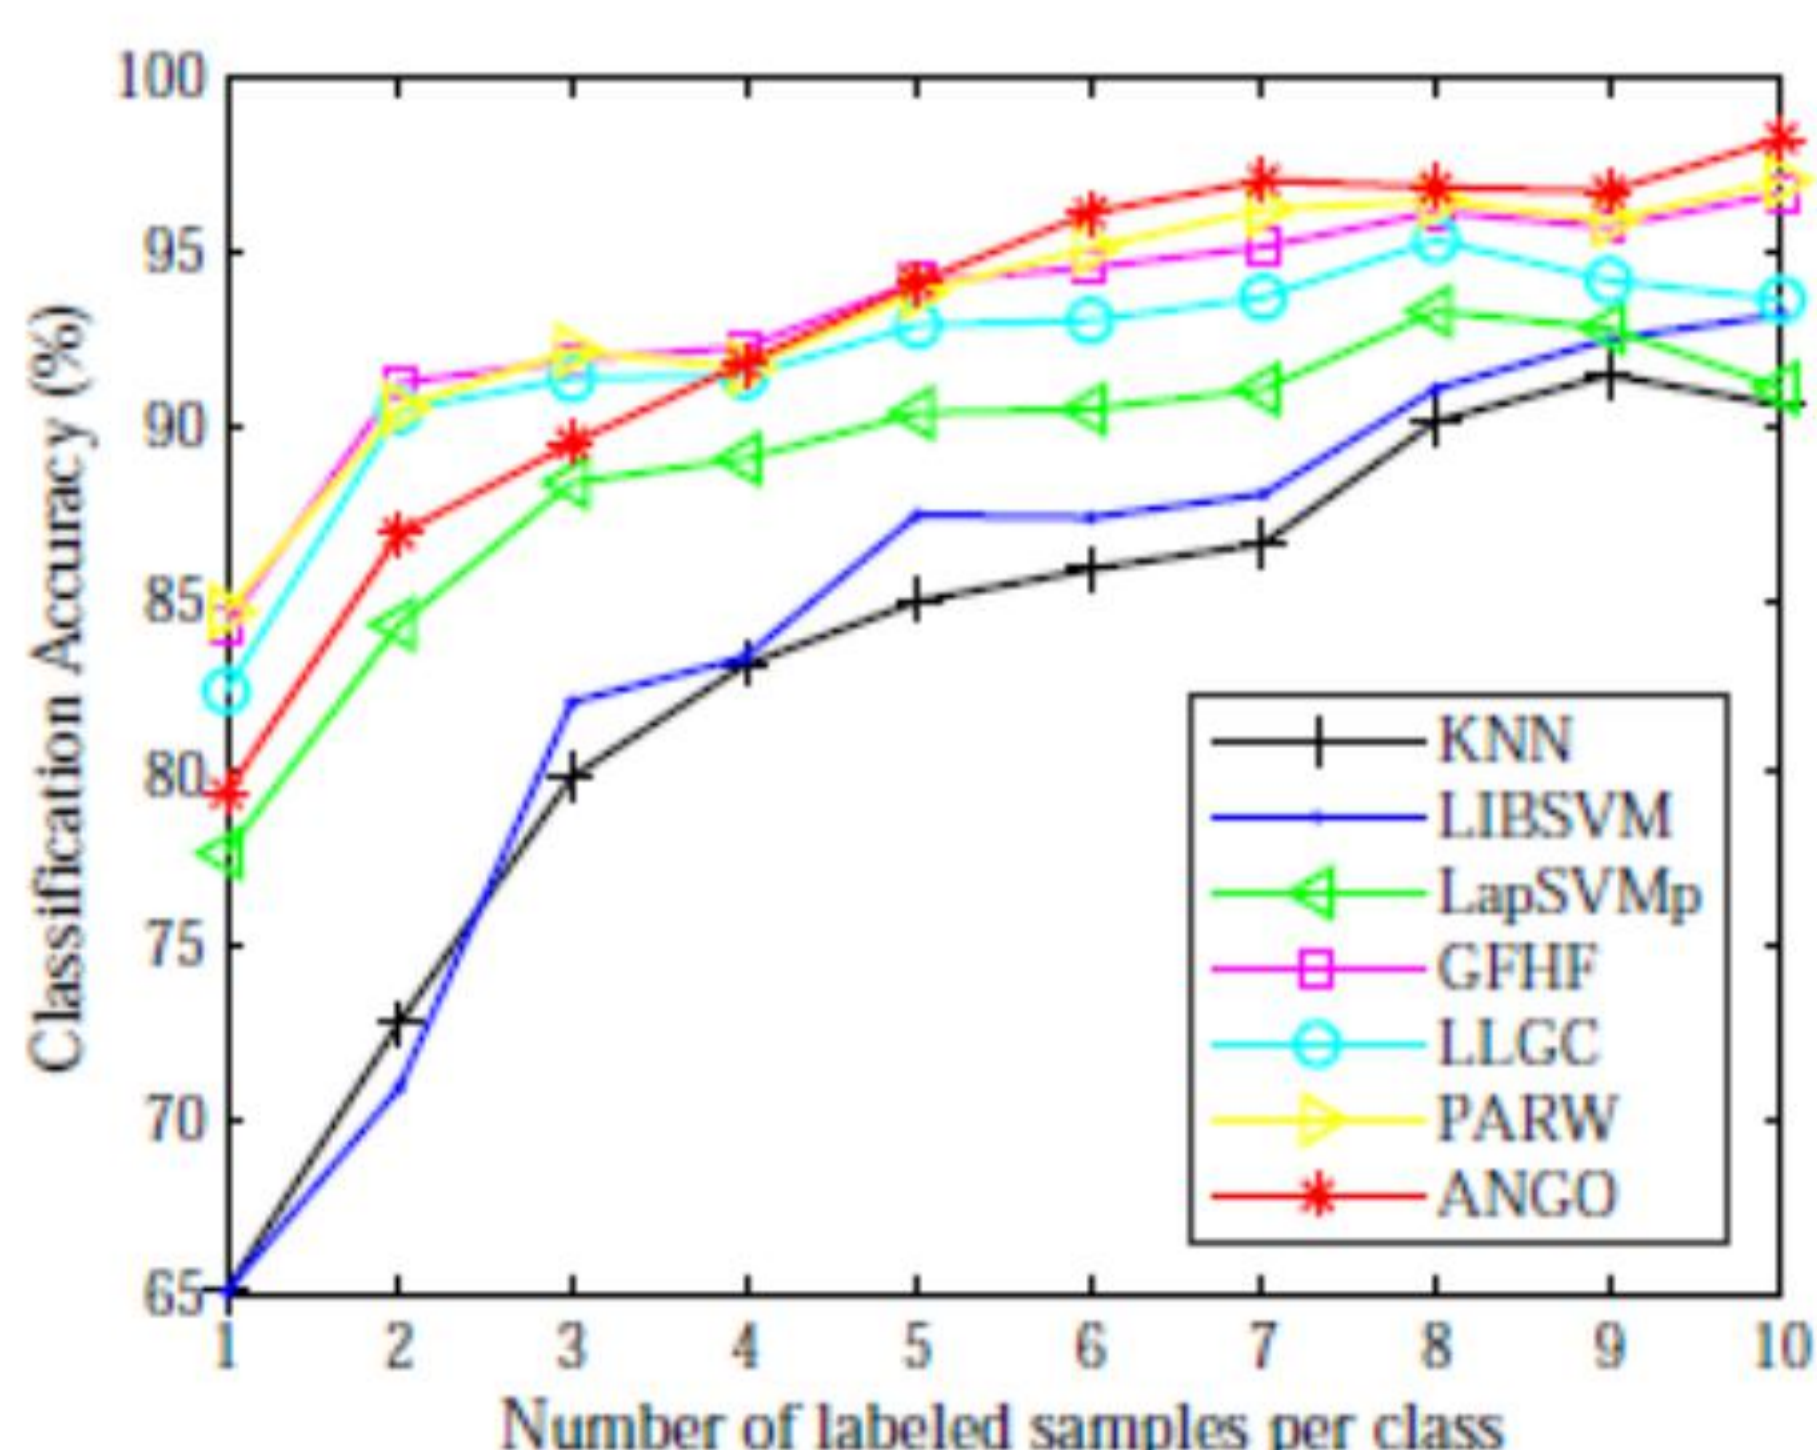 100
95
90
85
80
75
70
65
Classification Accuracy (%)
1 2 3 4 5 6 7 8 9 10
Number of labeled samples per class
KNN
LIBSVM
LapSVMp
GFHF
LLGC
PARW
ANGO